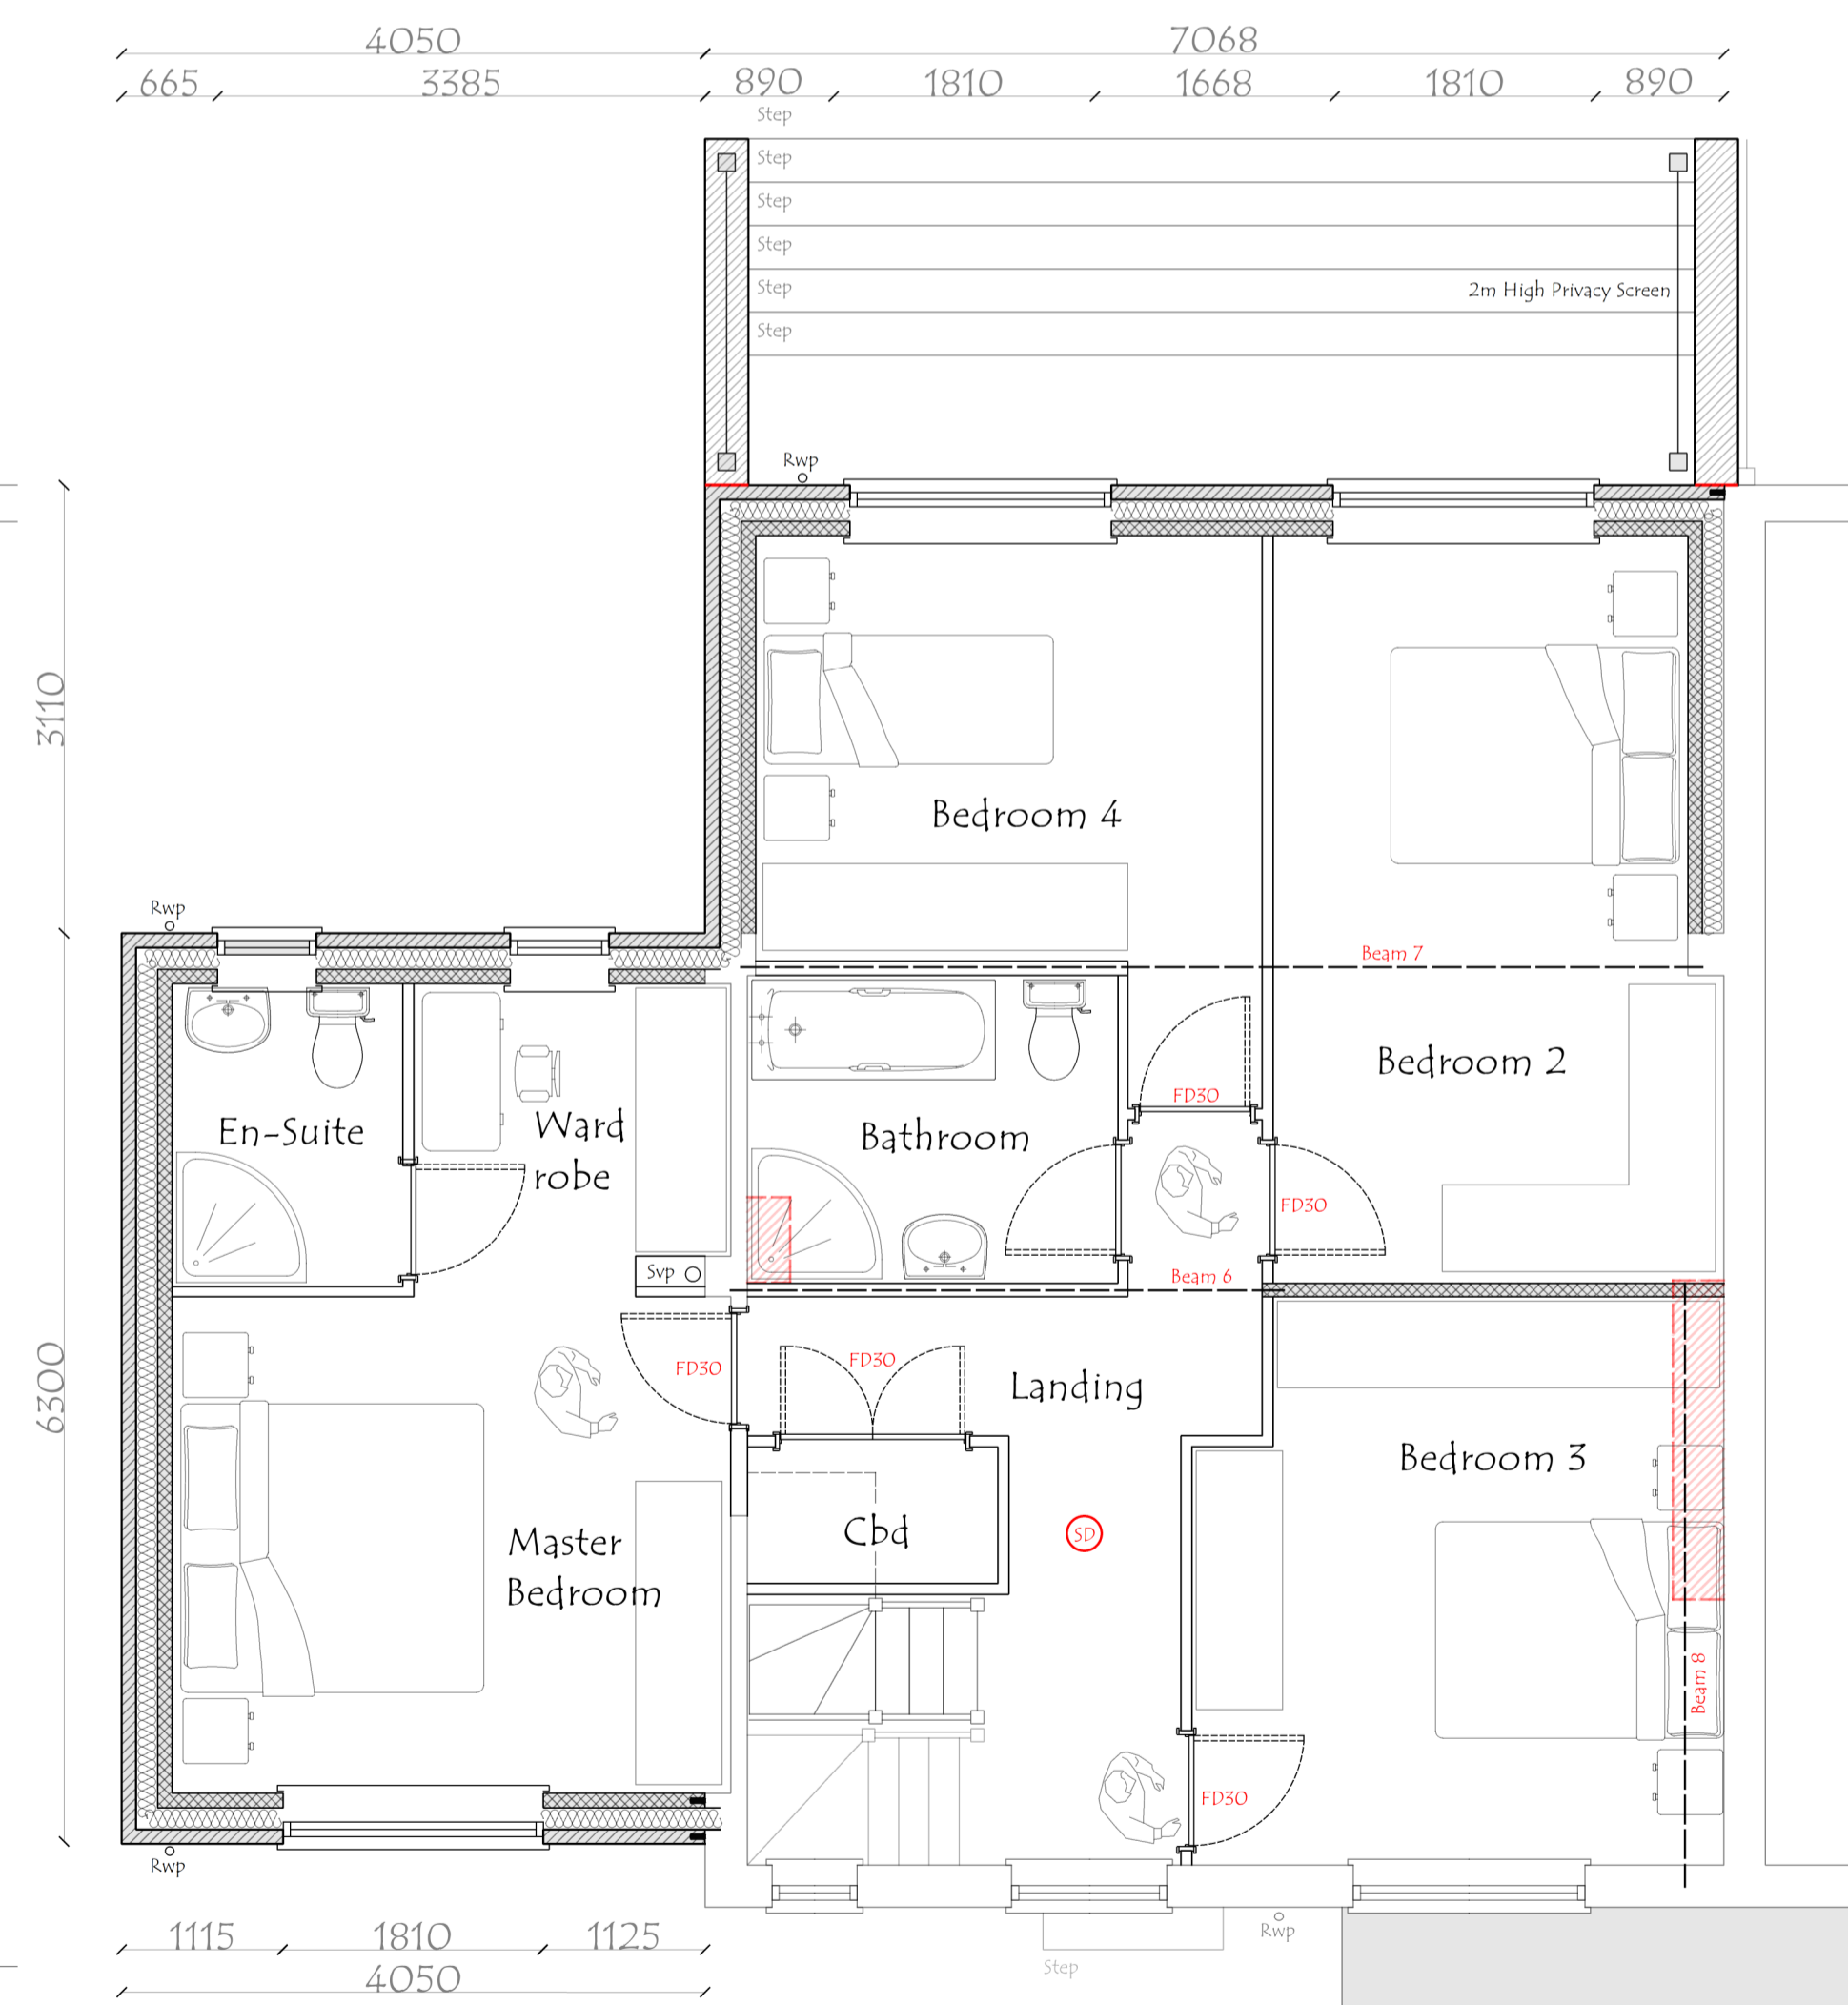 4050
7068
665
3385
890
1810
1668
1810
890
Step
Step
Step
Step
Step
2m High Privacy Screen
Step
Rwp
3110
Bedroom 4
Rwp
Beam 7
Bedroom 2
FD30
En-Suite
Ward
robe
Bathroom
FD30
Svp
Beam 6
6300
FD30
FD30
Landing
Bedroom 3
Master
Bedroom
Cbd
SD
Beam 8
FD30
Rwp
Rwp
1115
1810
1125
Step
4050